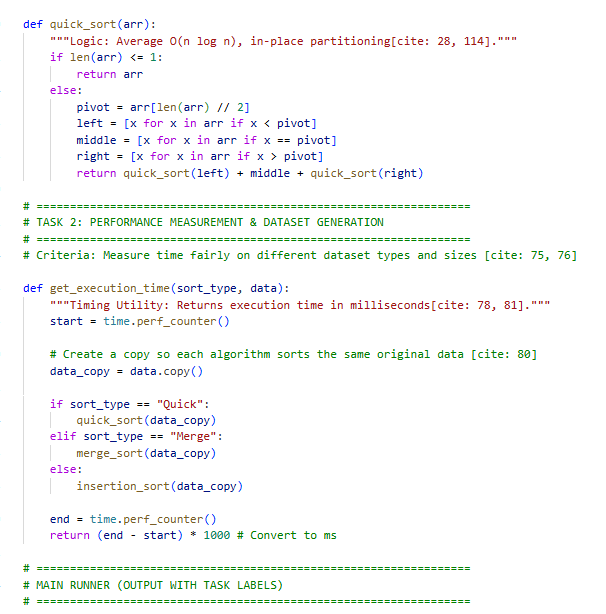 def quick_sort(arr):
    """Logic: Average O(n log n), in-place partitioning[cite: 28, 114]."""
    if len(arr) <= 1:
        return arr
    else:
        pivot = arr[len(arr) // 2]
        left = [x for x in arr if x < pivot]
        middle = [x for x in arr if x == pivot]
        right = [x for x in arr if x > pivot]
        return quick_sort(left) + middle + quick_sort(right)
# =================================================================
# TASK 2: PERFORMANCE MEASUREMENT & DATASET GENERATION
# =================================================================
# Criteria: Measure time fairly on different dataset types and sizes [cite: 75, 76]
def get_execution_time(sort_type, data):
    """Timing Utility: Returns execution time in milliseconds[cite: 78, 81]."""
    start = time.perf_counter()
    # Create a copy so each algorithm sorts the same original data [cite: 80]
    data_copy = data.copy()
    if sort_type == "Quick":
        quick_sort(data_copy)
    elif sort_type == "Merge":
        merge_sort(data_copy)
    else:
        insertion_sort(data_copy)
    end = time.perf_counter()
    return (end - start) * 1000 # Convert to ms
# =================================================================
# MAIN RUNNER (OUTPUT WITH TASK LABELS)
# =================================================================